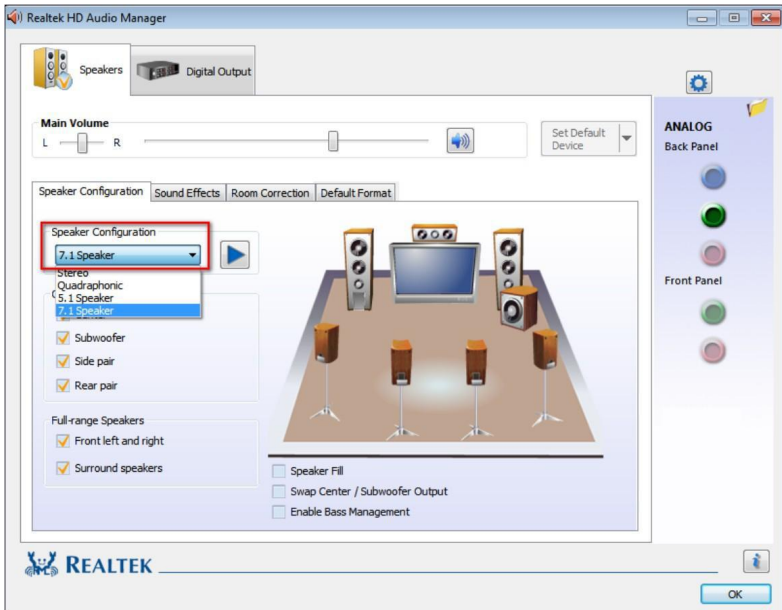 Realtek HD Audio Manager
Speakers
Digital Output
Main Volume
L
R
Set Default
Device
Speaker Configuration
Sound Effects
Room Correction
Default Format
Speaker Configuration
7.1 Speaker
Stereo
Quadraphonic
5.1 Speaker
7.1 Speaker
Subwoofer
Side pair
Rear pair
Full-range Speakers
Front left and right
Surround speakers
Speaker Fill
Swap Center / Subwoofer Output
Enable Bass Management
ANALOG
Back Panel
Front Panel
REALTEK
i
OK